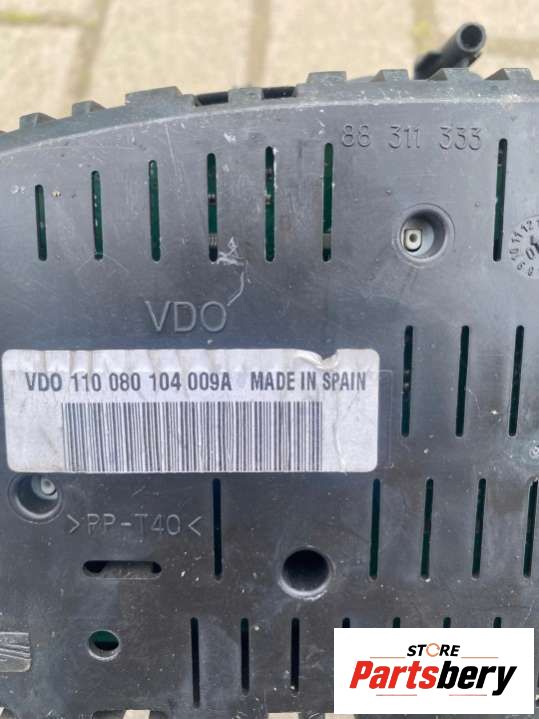 88 311 333
VDO
VDO 110 080 104 009A MADE IN SPAIN
>PP-T40<
STORE
Partsbery